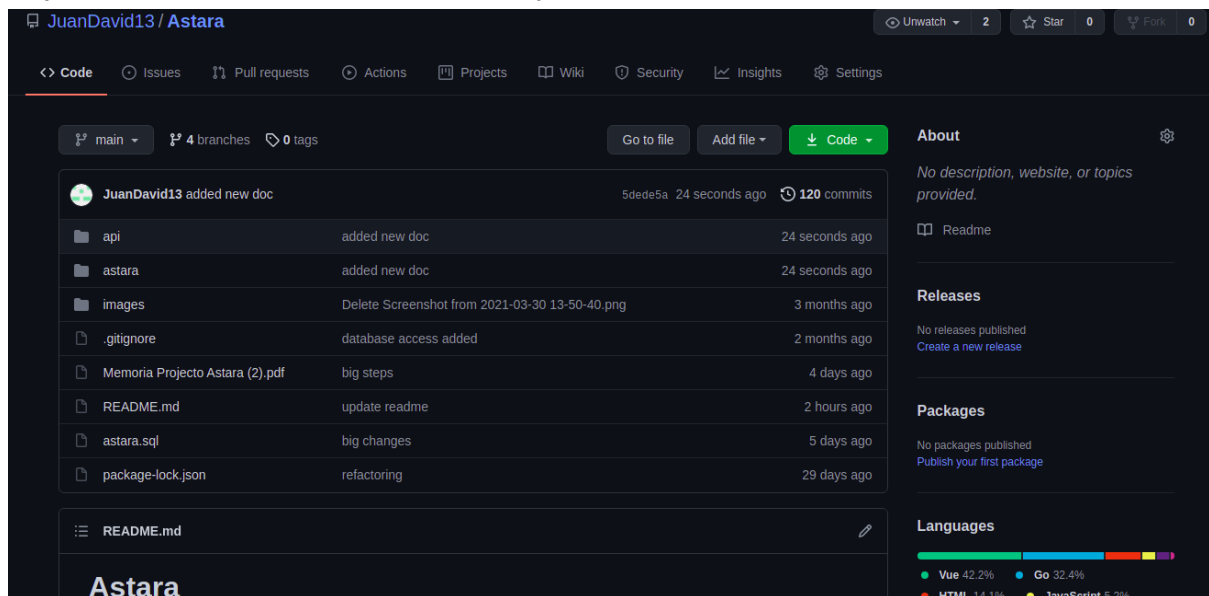 JuanDavid13 / Astara
Unwatch 2 Star 0 Fork 0
<> Code Issues Pull requests Actions Projects Wiki Security Insights Settings
main 4 branches 0 tags Go to file Add file Code
JuanDavid13 added new doc 5dede5a 24 seconds ago 120 commits
api added new doc 24 seconds ago
astara added new doc 24 seconds ago
images Delete Screenshot from 2021-03-30 13-50-40.png 3 months ago
.gitignore database access added 2 months ago
Memoria Projecto Astara (2).pdf big steps 4 days ago
README.md update readme 2 hours ago
astara.sql big changes 5 days ago
package-lock.json refactoring 29 days ago
README.md
Astara
About
No description, website, or topics
provided.
Readme
Releases
No releases published
Create a new release
Packages
No packages published
Publish your first package
Languages
Vue 42.2% Go 32.4%
HTML 14.1% JavaScript 5.2%